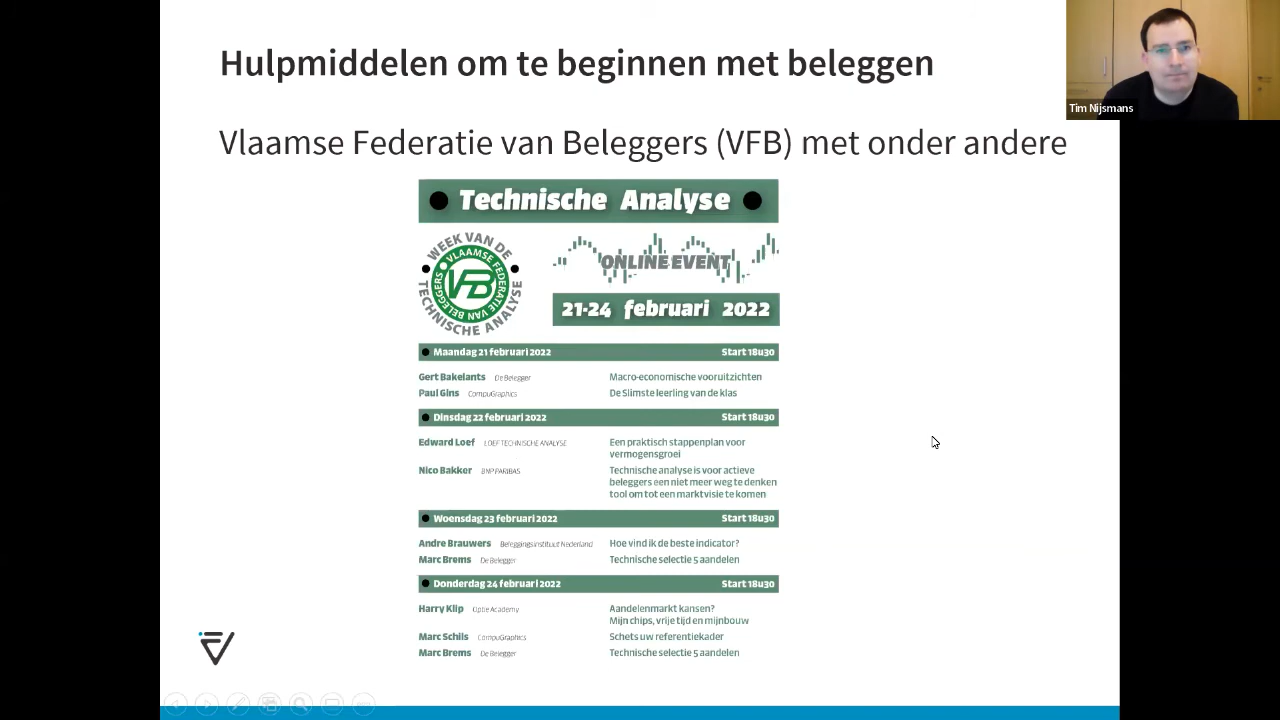 Hulpmiddelen om te beginnen met beleggen
Tim Nijsmans
Vlaamse Federatie van Beleggers (VFB) met onder andere
Technische Analyse
WEEK VAN DE
TECHNISCHE ANALYSE
VLAAMSE FEDERATIE
VAN BELEGGERS
VFB
ONLINE EVENT
21-24 februari 2022
Maandag 21 februari 2022 Start 18u30
Gert Bakelants De Belegger Macro-economische vooruitzichten
Paul Gins CompuGraphics De Slimste leerling van de klas
Dinsdag 22 februari 2022 Start 18u30
Edward Loef LOEF TECHNISCHE ANALYSE Een praktisch stappenplan voor
vermogensgroei
Nico Bakker BNP PARIBAS Technische analyse is voor actieve
beleggers een niet meer weg te denken
tool om tot een marktvisie te komen
Woensdag 23 februari 2022 Start 18u30
Andre Brauwers Beleggingsinstituut Nederland Hoe vind ik de beste indicator?
Marc Brems De Belegger Technische selectie 5 aandelen
Donderdag 24 februari 2022 Start 18u30
Harry Klip Optie Academy Aandelenmarkt kansen?
Mijn chips, vrije tijd en mijnbouw
Marc Schils CompuGraphics Schets uw referentiekader
Marc Brems De Belegger Technische selectie 5 aandelen